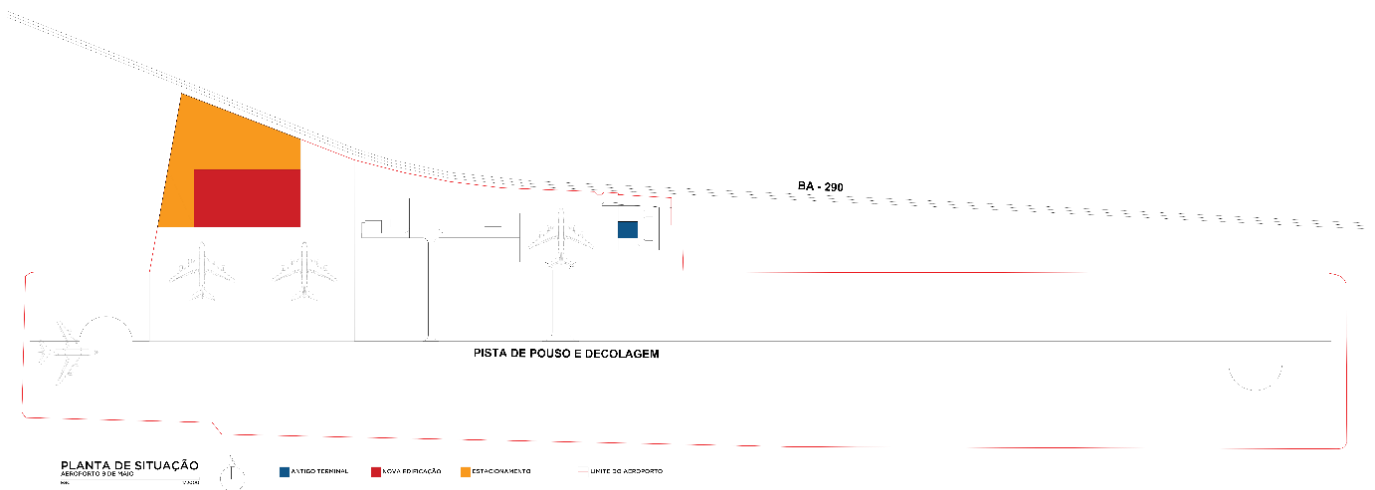 BA - 290
PISTA DE POUSO E DECOLAGEM
PLANTA DE SITUAÇÃO
AEROPORTO 9 DE MAIO
ANTIGO TERMINAL
NOVA EDIFICAÇÃO
ESTACIONAMENTO
LIMITE DO AEROPORTO